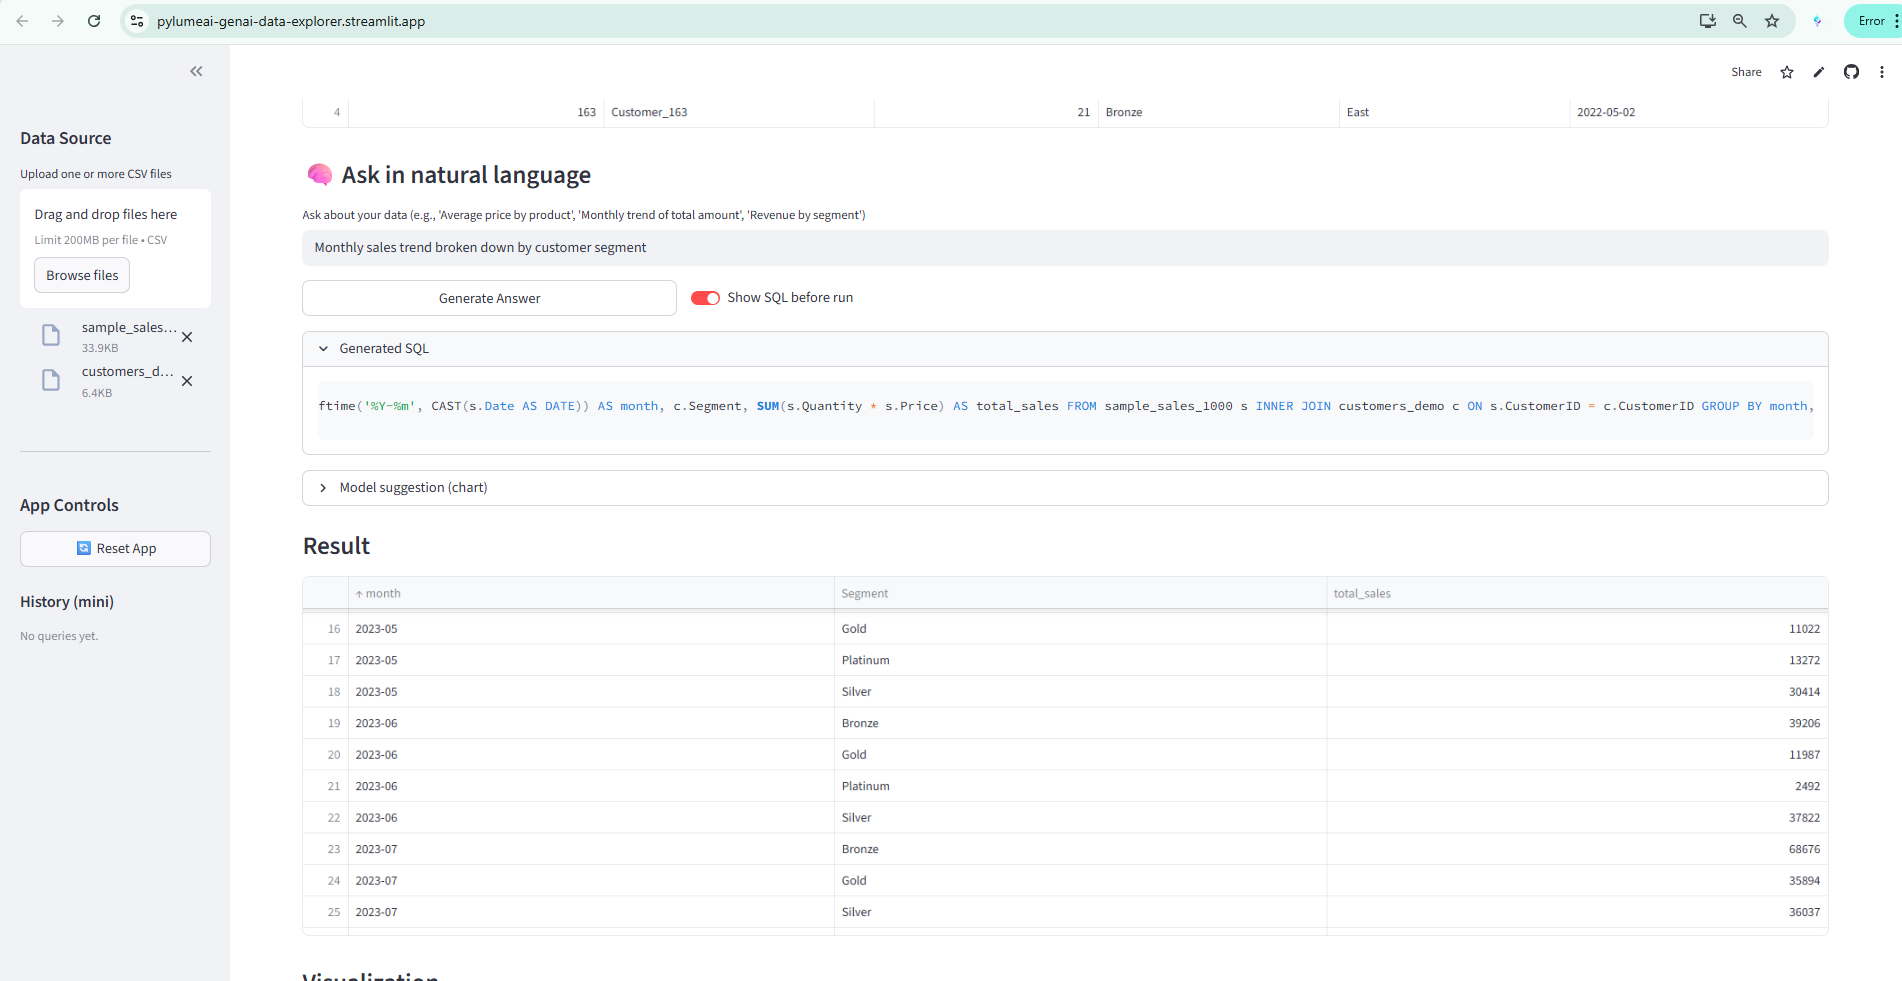 pylumeai-genai-data-explorer.streamlit.app
Error
Share
Data Source
Upload one or more CSV files
Drag and drop files here
Limit 200MB per file • CSV
Browse files
sample_sales...
33.9KB
customers_d...
6.4KB
App Controls
Reset App
History (mini)
No queries yet.
4 163 Customer_163 21 Bronze East 2022-05-02
Ask in natural language
Ask about your data (e.g., 'Average price by product', 'Monthly trend of total amount', 'Revenue by segment')
Monthly sales trend broken down by customer segment
Generate Answer
Show SQL before run
Generated SQL
ftime('%Y-%m', CAST(s.Date AS DATE)) AS month, c.Segment, SUM(s.Quantity * s.Price) AS total_sales FROM sample_sales_1000 s INNER JOIN customers_demo c ON s.CustomerID = c.CustomerID GROUP BY month,
Model suggestion (chart)
Result
↑ month Segment total_sales
16 2023-05 Gold 11022
17 2023-05 Platinum 13272
18 2023-05 Silver 30414
19 2023-06 Bronze 39206
20 2023-06 Gold 11987
21 2023-06 Platinum 2492
22 2023-06 Silver 37822
23 2023-07 Bronze 68676
24 2023-07 Gold 35894
25 2023-07 Silver 36037
Visualization